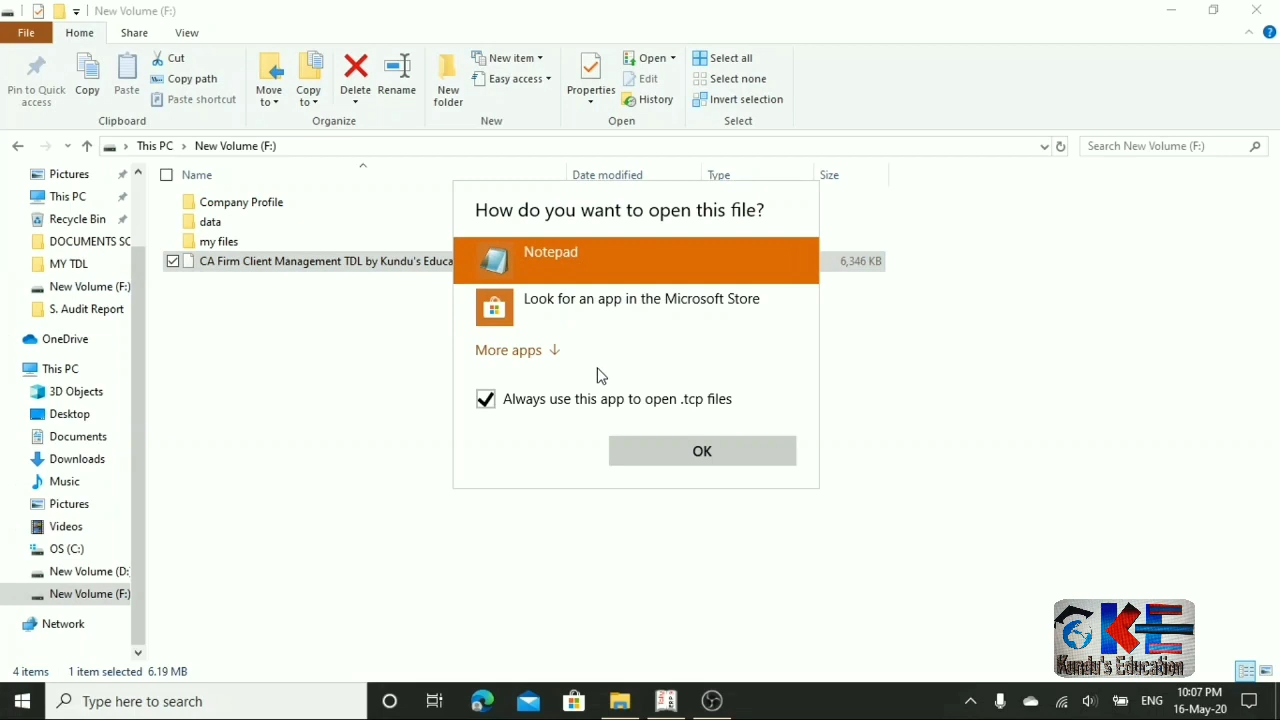 New Volume (F:)
File Home Share View
Pin to Quick access
Copy
Paste
Cut
Copy path
Paste shortcut
Clipboard
Move to
Copy to
Delete
Rename
Organize
New folder
New item
Easy access
New
Properties
Open
Edit
History
Open
Select all
Select none
Invert selection
Select
This PC New Volume (F:)
Search New Volume (F:)
Pictures
This PC
Recycle Bin
DOCUMENTS SC
MY TDL
New Volume (F:)
S. Audit Report
OneDrive
This PC
3D Objects
Desktop
Documents
Downloads
Music
Pictures
Videos
OS (C:)
New Volume (D:
New Volume (F:)
Network
Name Date modified Type Size
Company Profile
data
my files
CA Firm Client Management TDL by Kundu's Educa 6,346 KB
How do you want to open this file?
Notepad
Look for an app in the Microsoft Store
More apps
Always use this app to open .tcp files
OK
KE
Kundu's Education
4 items 1 item selected 6.19 MB
Type here to search
ENG
10:07 PM
16-May-20